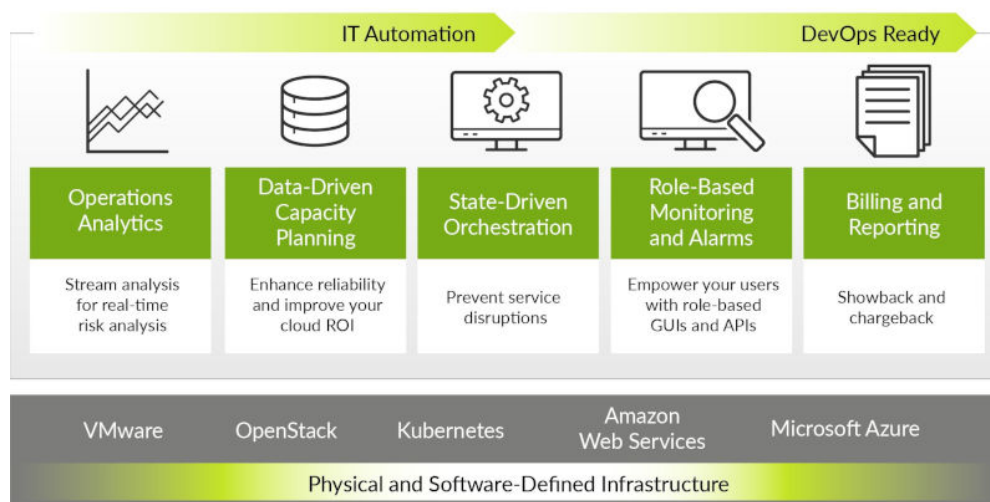 IT Automation
DevOps Ready
Operations
Analytics
Stream analysis
for real-time
risk analysis
Data-Driven
Capacity
Planning
Enhance reliability
and improve your
cloud ROI
State-Driven
Orchestration
Prevent service
disruptions
Role-Based
Monitoring
and Alarms
Empower your users
with role-based
GUIs and APIs
Billing and
Reporting
Showback and
chargeback
VMware
OpenStack
Kubernetes
Amazon
Web Services
Microsoft Azure
Physical and Software-Defined Infrastructure